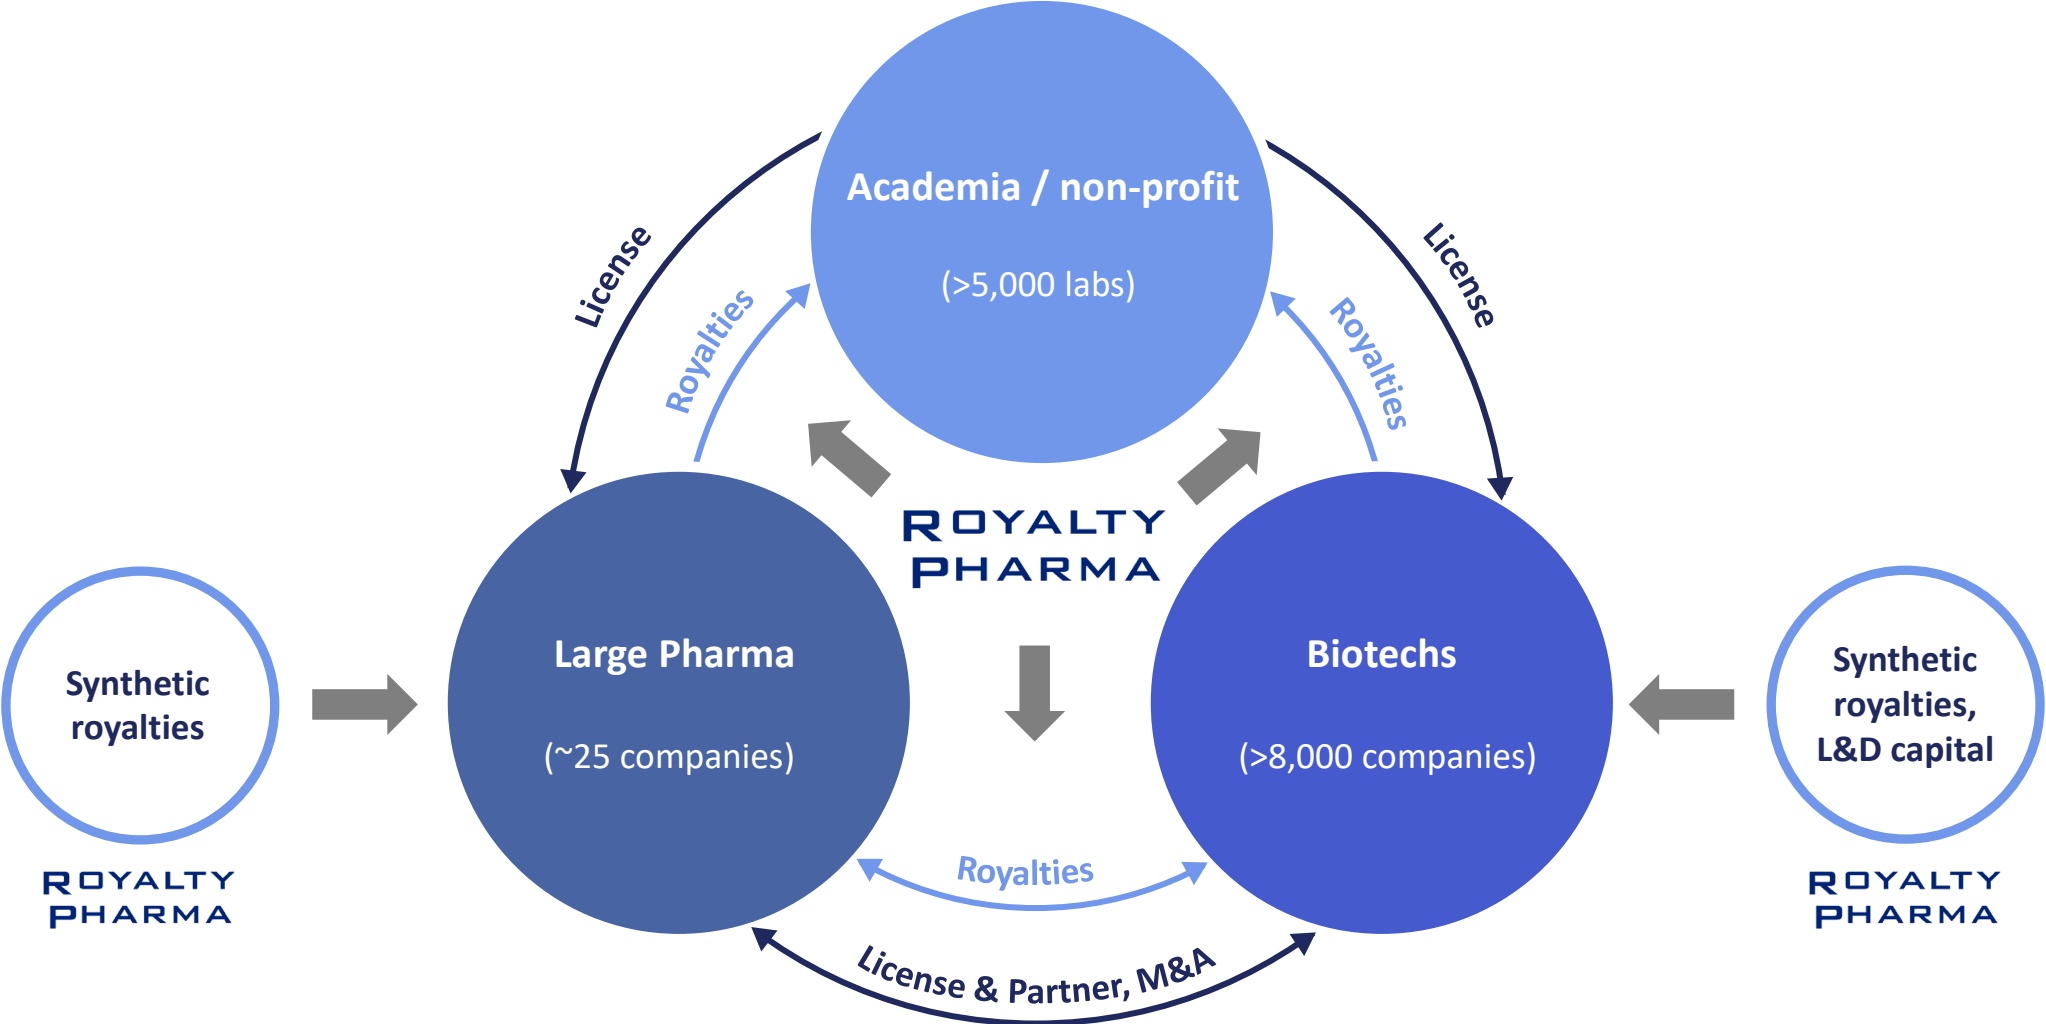 Academia / non-profit
(>5,000 labs)
License
Royalties
License
Royalties
ROYALTY
PHARMA
Large Pharma
(~25 companies)
Biotechs
(>8,000 companies)
Synthetic
royalties
ROYALTY
PHARMA
Synthetic
royalties,
L&D capital
ROYALTY
PHARMA
Royalties
License & Partner, M&A